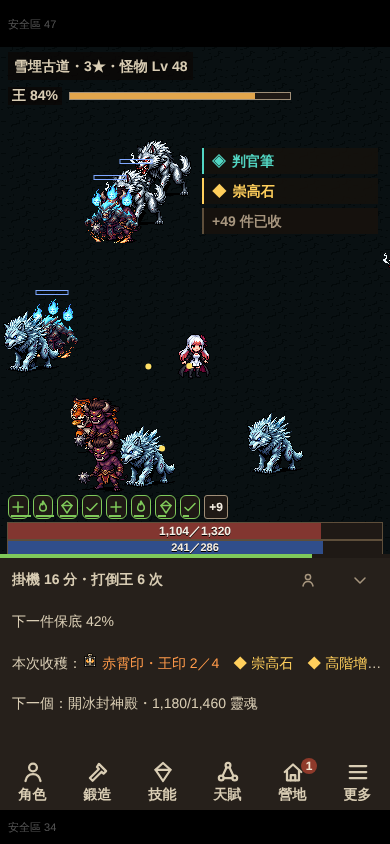 安全區 47
雪埋古道・3★・怪物 Lv 48
王 84%
判官筆
崇高石
+49 件已收
+9
1,104／1,320
241／286
掛機 16 分・打倒王 6 次
下一件保底 42%
本次收穫： 赤霄印・王印 2／4 ◆ 崇高石 ◆ 高階增…
下一個：開冰封神殿・1,180/1,460 靈魂
1
角色 鍛造 技能 天賦 營地 更多
安全區 34